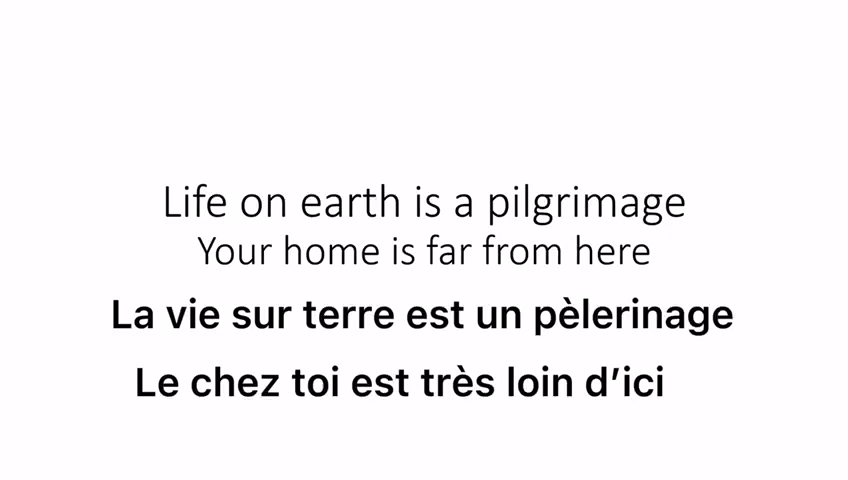 Life on earth is a pilgrimage
Your home is far from here
La vie sur terre est un pèlerinage
Le chez toi est très loin d’ici